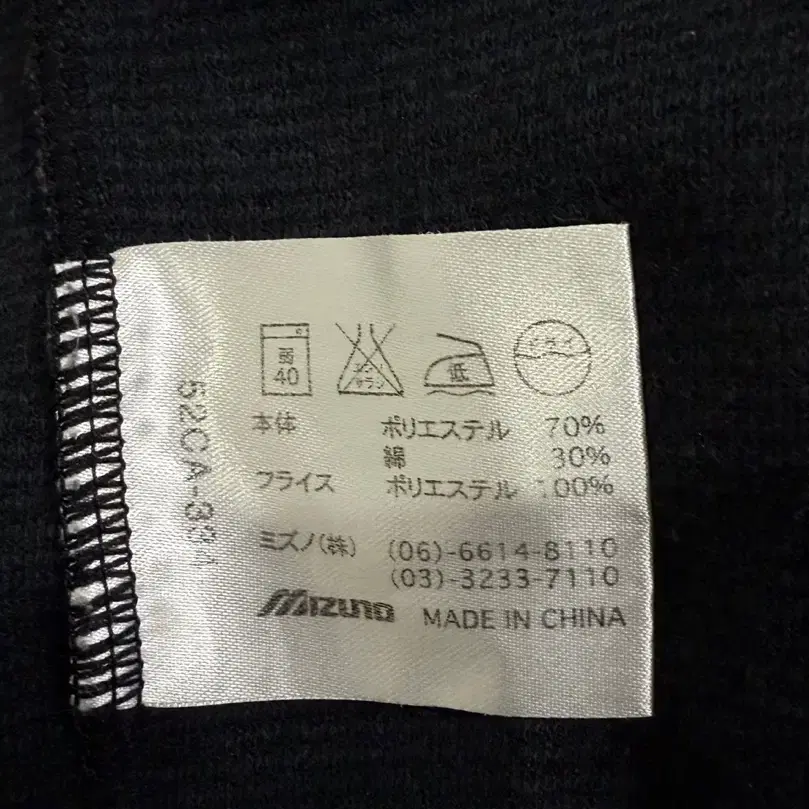 弱
40
エンソ
サラシ
低
ドライ
本体 ポリエステル 70%
綿 30%
フライス ポリエステル 100%
ミズノ(株) (06)-6614-8110
(03)-3233-7110
MIZUNO MADE IN CHINA